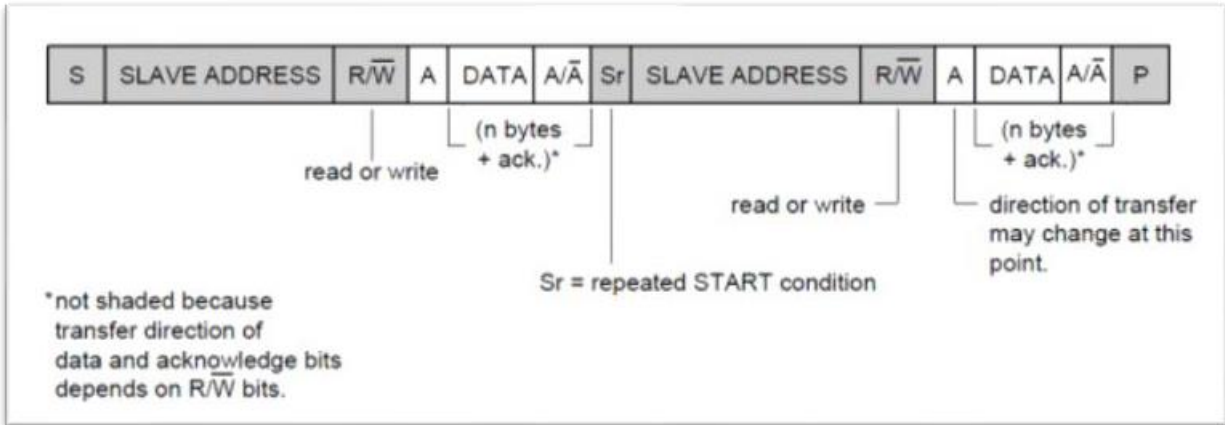 S SLAVE ADDRESS R/W̅ A DATA A/A̅ Sr SLAVE ADDRESS R/W̅ A DATA A/A̅ P
(n bytes
+ ack.)*
(n bytes
+ ack.)*
read or write
read or write
direction of transfer
may change at this
point.
Sr = repeated START condition
*not shaded because
transfer direction of
data and acknowledge bits
depends on R/W̅ bits.